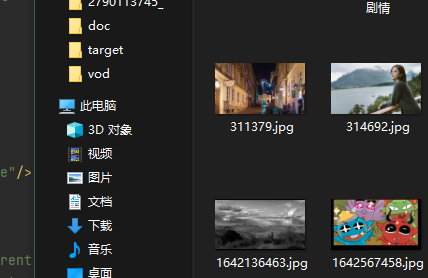 2790113745_
doc
target
vod
此电脑
3D 对象
视频
图片
文档
下载
音乐
桌面
剧情
311379.jpg
314692.jpg
1642136463.jpg
1642567458.jpg
e"/>
rent